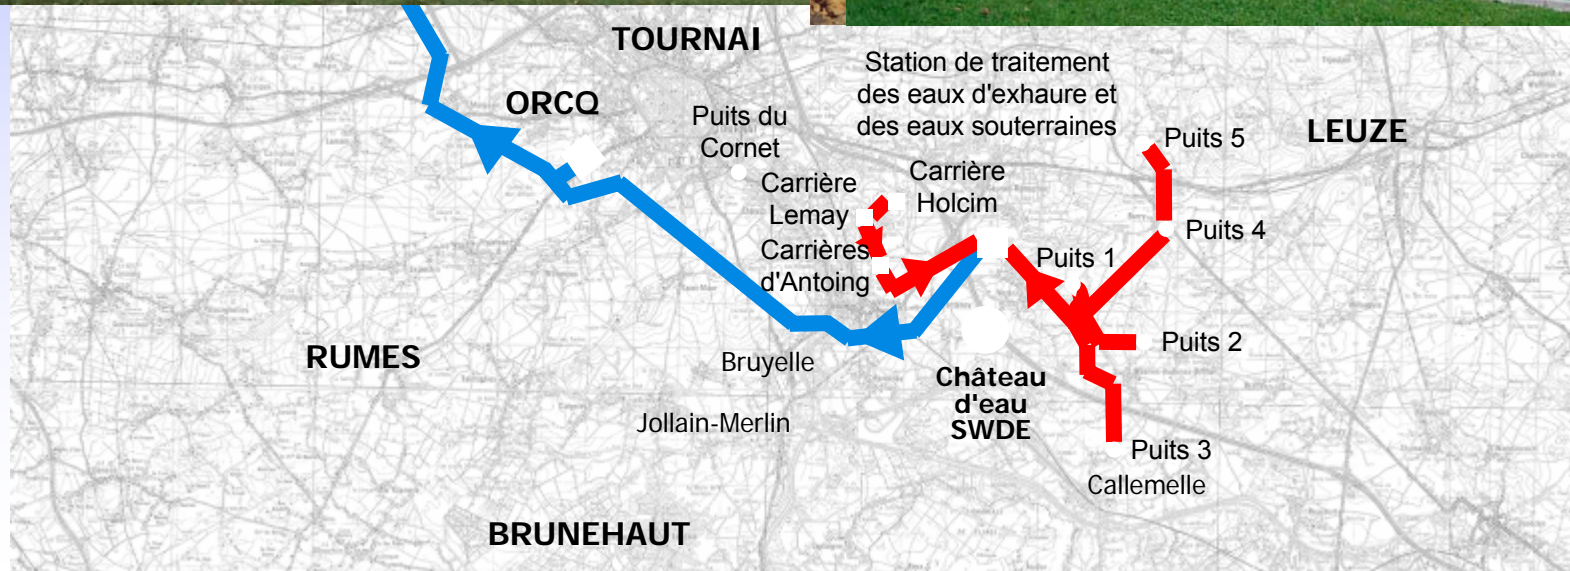 TOURNAI
Station de traitement
des eaux d'exhaure et
des eaux souterraines
ORCQ
Puits du
Cornet
Puits 5
LEUZE
Carrière
Lemay
Carrière
Holcim
Puits 4
Carrières
d'Antoing
Puits 1
RUMES
Bruyelle
Puits 2
Château
d'eau
SWDE
Jollain-Merlin
Puits 3
Callemelle
BRUNEHAUT